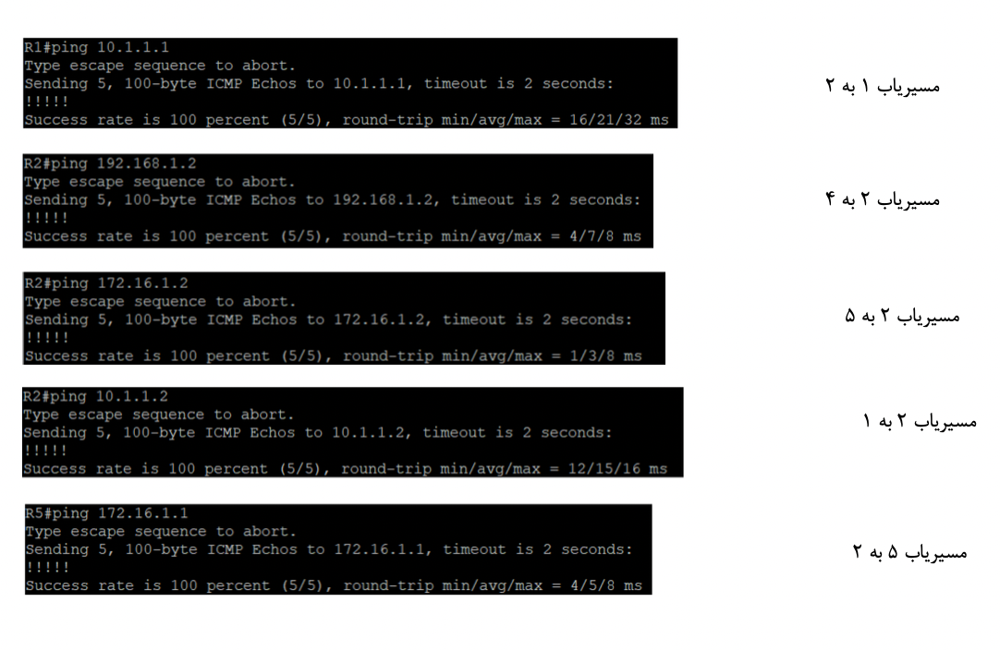 R1#ping 10.1.1.1
Type escape sequence to abort.
Sending 5, 100-byte ICMP Echos to 10.1.1.1, timeout is 2 seconds:
!!!!!
Success rate is 100 percent (5/5), round-trip min/avg/max = 16/21/32 ms
مسیریاب ۱ به ۲
R2#ping 192.168.1.2
Type escape sequence to abort.
Sending 5, 100-byte ICMP Echos to 192.168.1.2, timeout is 2 seconds:
!!!!!
Success rate is 100 percent (5/5), round-trip min/avg/max = 4/7/8 ms
مسیریاب ۲ به ۴
R2#ping 172.16.1.2
Type escape sequence to abort.
Sending 5, 100-byte ICMP Echos to 172.16.1.2, timeout is 2 seconds:
!!!!!
Success rate is 100 percent (5/5), round-trip min/avg/max = 1/3/8 ms
مسیریاب ۲ به ۵
R2#ping 10.1.1.2
Type escape sequence to abort.
Sending 5, 100-byte ICMP Echos to 10.1.1.2, timeout is 2 seconds:
!!!!!
Success rate is 100 percent (5/5), round-trip min/avg/max = 12/15/16 ms
مسیریاب ۲ به ۱
R5#ping 172.16.1.1
Type escape sequence to abort.
Sending 5, 100-byte ICMP Echos to 172.16.1.1, timeout is 2 seconds:
!!!!!
Success rate is 100 percent (5/5), round-trip min/avg/max = 4/5/8 ms
مسیریاب ۵ به ۲